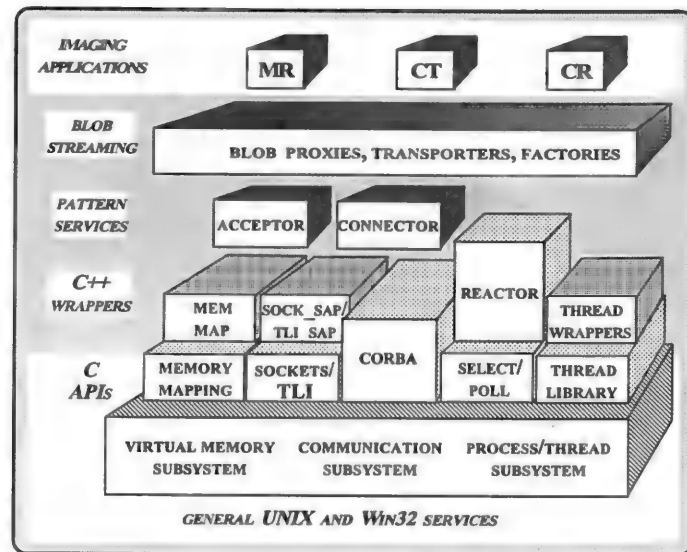 IMAGING
APPLICATIONS
MR
CT
CR
BLOB
STREAMING
BLOB PROXIES, TRANSPORTERS, FACTORIES
PATTERN
SERVICES
ACCEPTOR
CONNECTOR
C++
WRAPPERS
MEM
MAP
SOCK_SAP/
TLI_SAP
CORBA
REACTOR
THREAD
WRAPPERS
C
APIs
MEMORY
MAPPING
SOCKETS/
TLI
SELECT/
POLL
THREAD
LIBRARY
VIRTUAL MEMORY
SUBSYSTEM
COMMUNICATION
SUBSYSTEM
PROCESS/THREAD
SUBSYSTEM
GENERAL UNIX AND WIN32 SERVICES